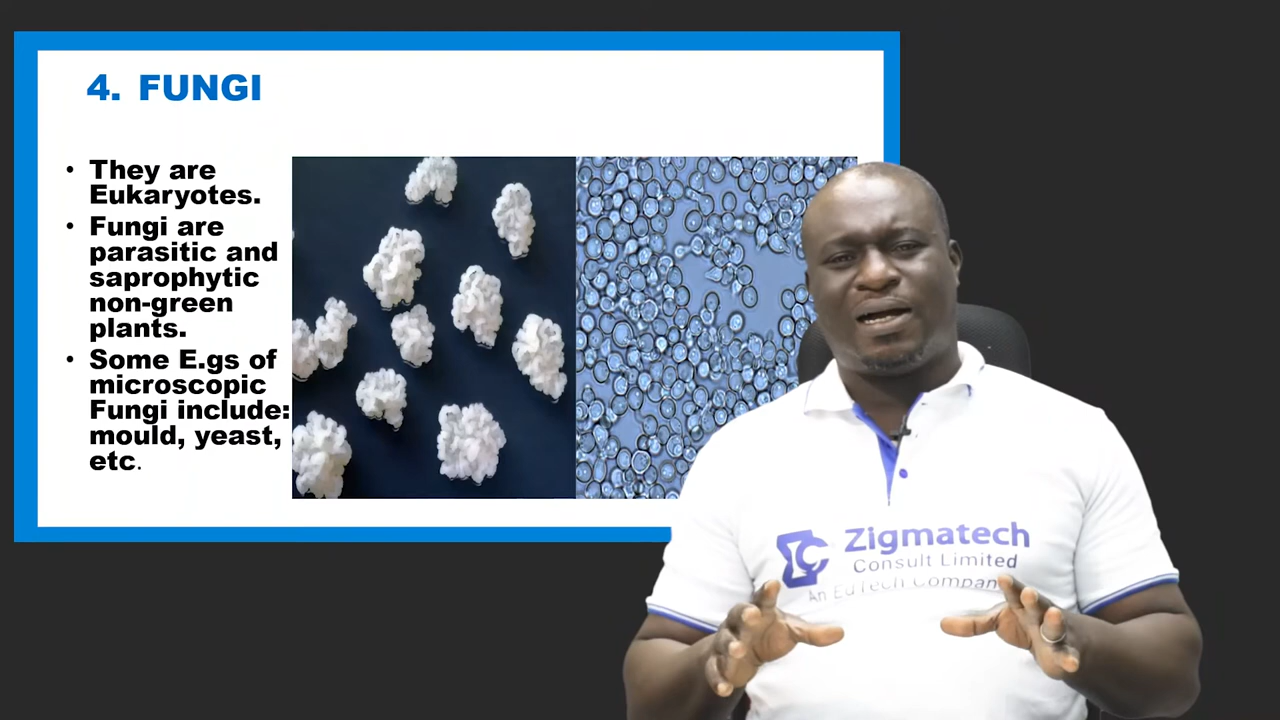 4. FUNGI
• They are
Eukaryotes.
• Fungi are
parasitic and
saprophytic
non-green
plants.
• Some E.gs of
microscopic
Fungi include:
mould, yeast,
etc.
Zigmatech
Consult Limited
An EdTech Company